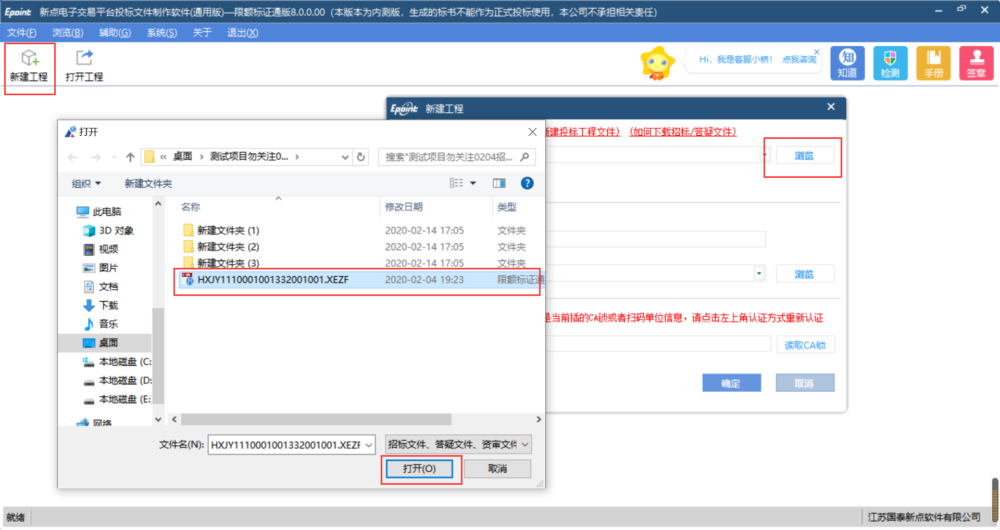 Epoint 新点电子交易平台投标文件制作软件(通用版)—限额标证通版8.0.0.00（本版本为内测版，生成的标书不能作为正式投标使用，本公司不承担相关责任）
文件(F) 浏览(B) 辅助(G) 系统(S) 关于 退出(X)
新建工程 打开工程
Hi，我是客服小桥！ 点我咨询
知 知道 检测 手册 签章
Epoint 新建工程
建投标工程文件） （如何下载招标/答疑文件）
浏览
浏览
是当前插的CA锁或者扫码单位信息，请点击左上角认证方式重新认证
读取CA锁
确定 取消
打开
« 桌面 › 测试项目勿关注0... ›
搜索"测试项目勿关注0204招...
组织 新建文件夹
此电脑
3D 对象
视频
图片
文档
下载
音乐
桌面
本地磁盘 (C:
本地磁盘 (D:
本地磁盘 (E:
网络
名称 修改日期 类型
新建文件夹 (1) 2020-02-14 17:05 文件夹
新建文件夹 (2) 2020-02-14 17:05 文件夹
新建文件夹 (3) 2020-02-14 17:05 文件夹
HXJY1110001001332001001.XEZF 2020-02-04 19:23 限额标证通
文件名(N): HXJY1110001001332001001.XEZF
招标文件、答疑文件、资审文件
打开(O) 取消
就绪
江苏国泰新点软件有限公司